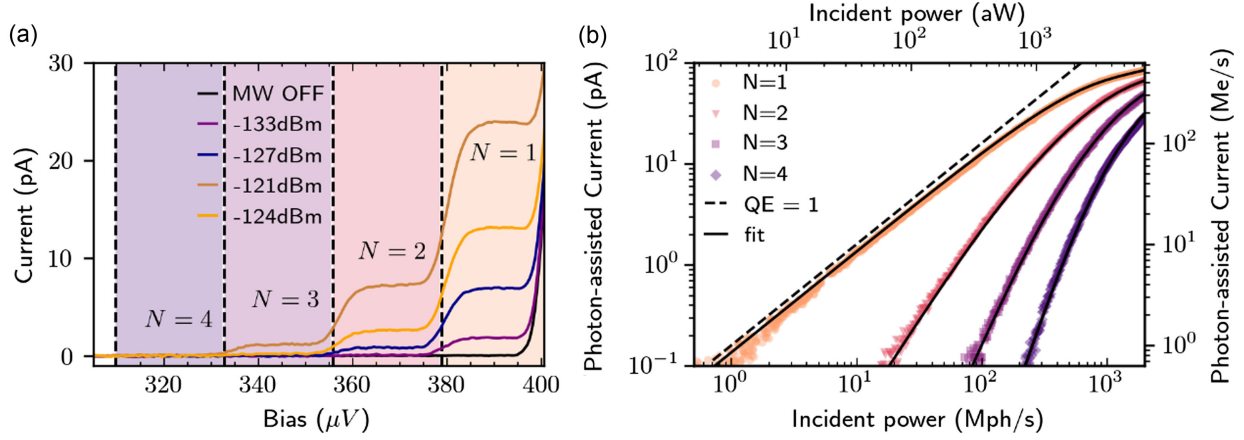 (a)
Current (pA)
30
20
10
0
MW OFF
-133dBm
-127dBm
-121dBm
-124dBm
N = 1
N = 2
N = 3
N = 4
320
340
360
380
400
Bias (μV)
(b)
Incident power (aW)
10¹
10²
10³
Photon-assisted Current (pA)
10²
10¹
10⁰
10⁻¹
N=1
N=2
N=3
N=4
QE = 1
fit
10²
10¹
10⁰
Photon-assisted Current (Me/s)
10⁰
10¹
10²
10³
Incident power (Mph/s)